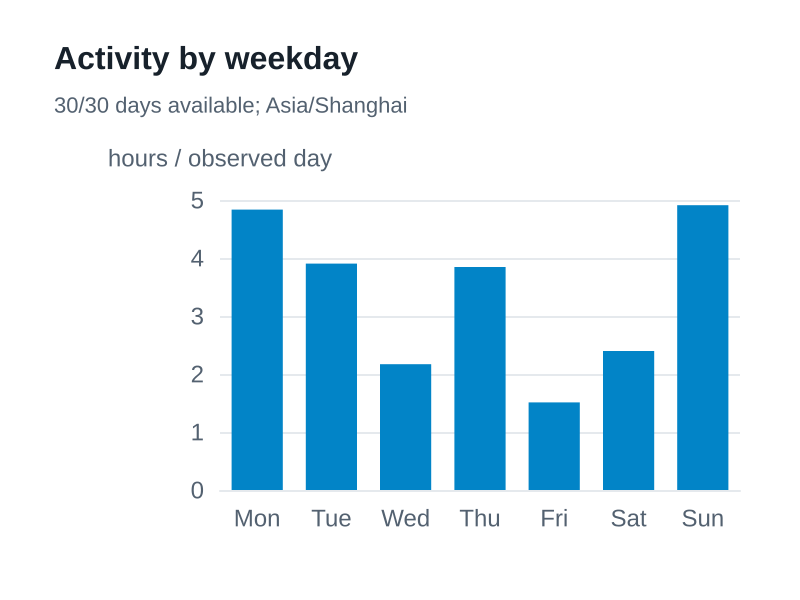 Activity by weekday
30/30 days available; Asia/Shanghai
hours / observed day
5
4
3
2
1
0
Mon Tue Wed Thu Fri Sat Sun